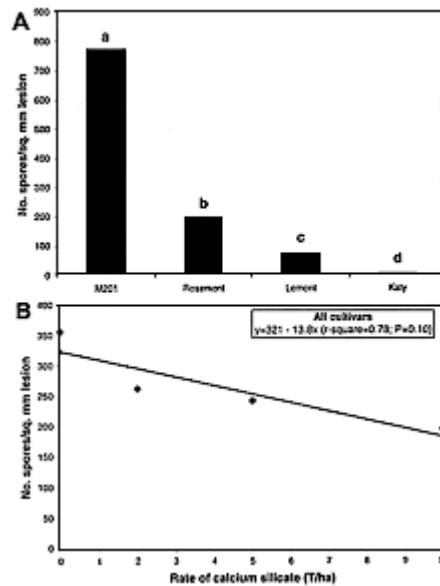 A
No. spores/sq. mm lesion
900
800
700
600
500
400
300
200
100
0
a
b
c
d
M201
Rosemont
Lemont
Katy
B
No. spores/sq. mm lesion
400
350
300
250
200
150
100
50
0
All cultivars
y=321 - 13.8x (r-square=0.78; P=0.10)
0 1 2 3 4 5 6 7 8 9
Rate of calcium silicate (T/ha)